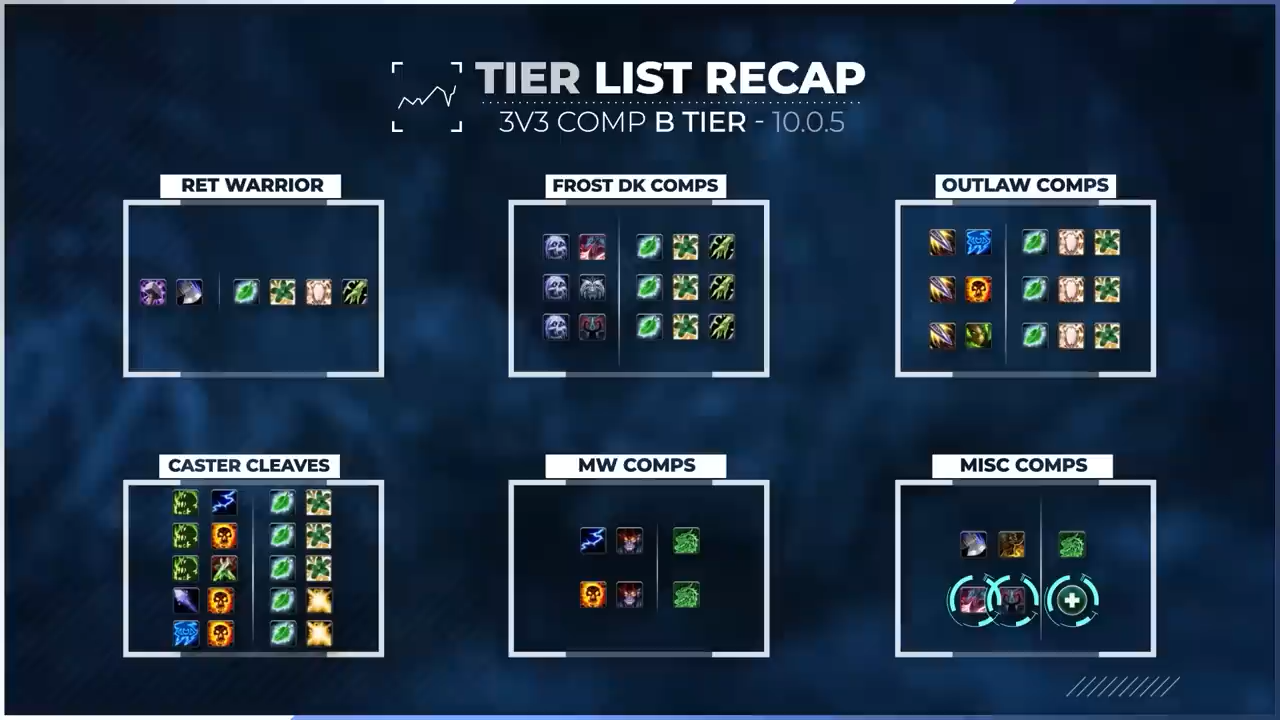 TIER LIST RECAP
3V3 COMP B TIER - 10.0.5
RET WARRIOR
FROST DK COMPS
OUTLAW COMPS
CASTER CLEAVES
MW COMPS
MISC COMPS